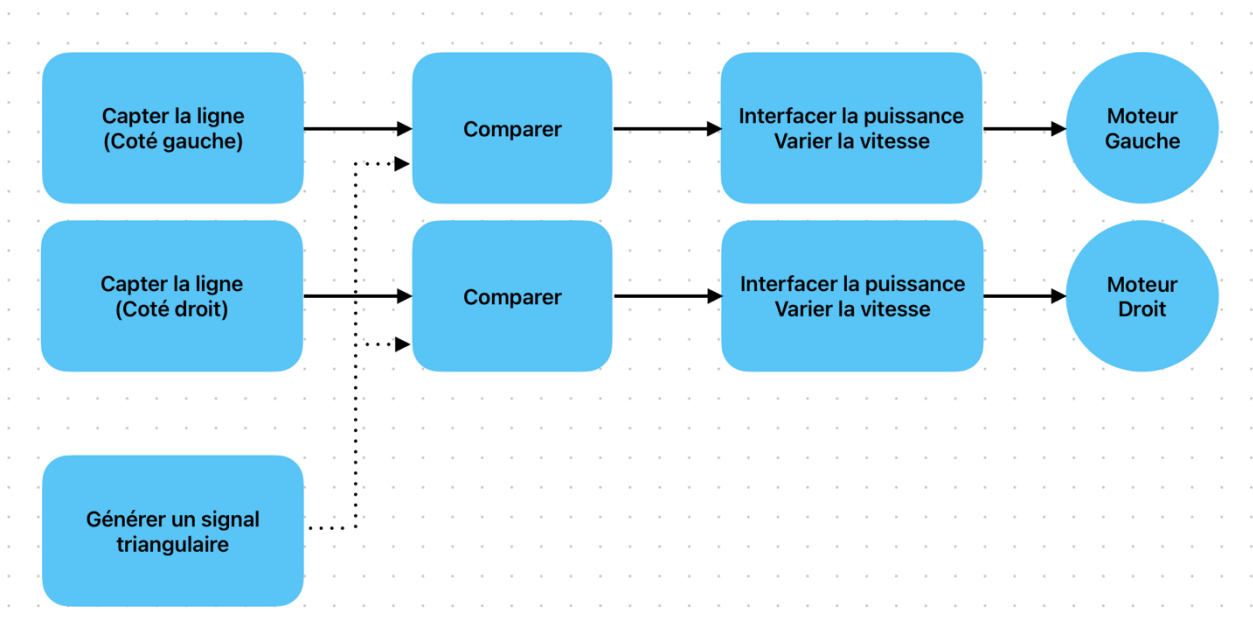 Capter la ligne
(Coté gauche)
Comparer
Interfacer la puissance
Varier la vitesse
Moteur
Gauche
Capter la ligne
(Coté droit)
Comparer
Interfacer la puissance
Varier la vitesse
Moteur
Droit
Générer un signal
triangulaire